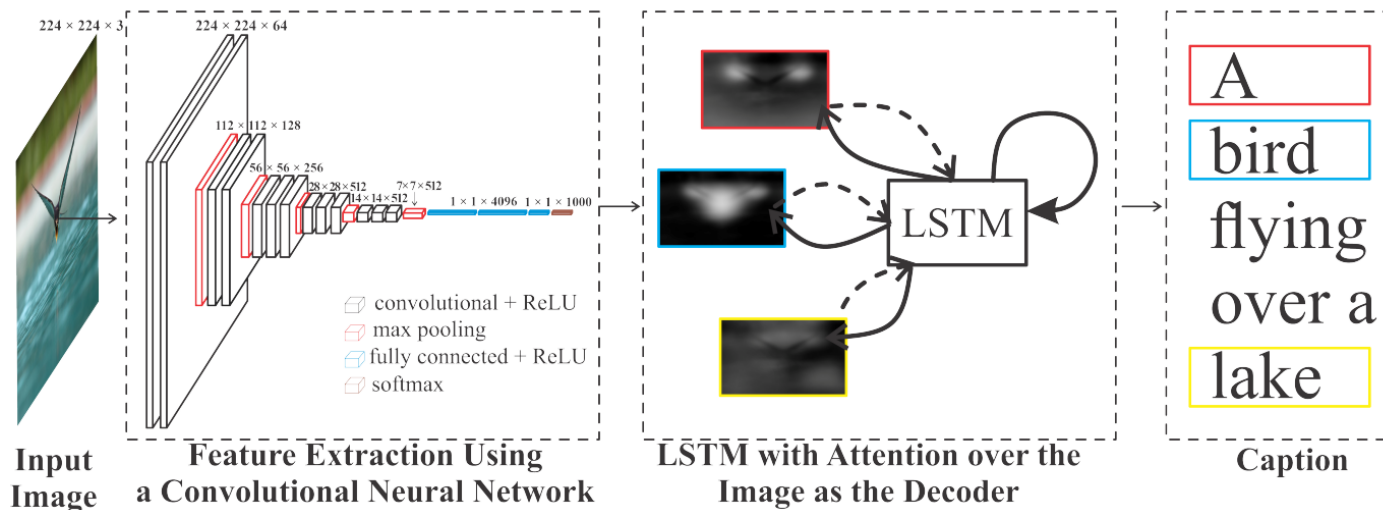 224 × 224 × 3
224 × 224 × 64
112 × 112 × 128
56 × 56 × 256
28×28×512
14×14×512
7×7×512
1 × 1 × 4096
1 × 1 × 1000
convolutional + ReLU
max pooling
fully connected + ReLU
softmax
LSTM
A
bird
flying
over a
lake
Input
Image
Feature Extraction Using
a Convolutional Neural Network
LSTM with Attention over the
Image as the Decoder
Caption